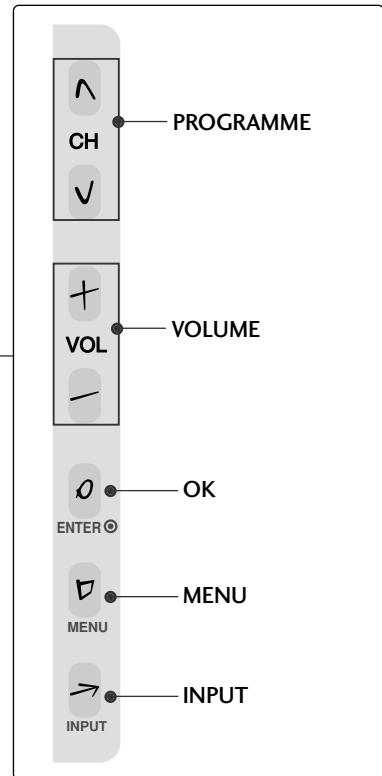 CH
PROGRAMME
+
VOL
VOLUME
-
OK
ENTER
MENU
MENU
INPUT
INPUT